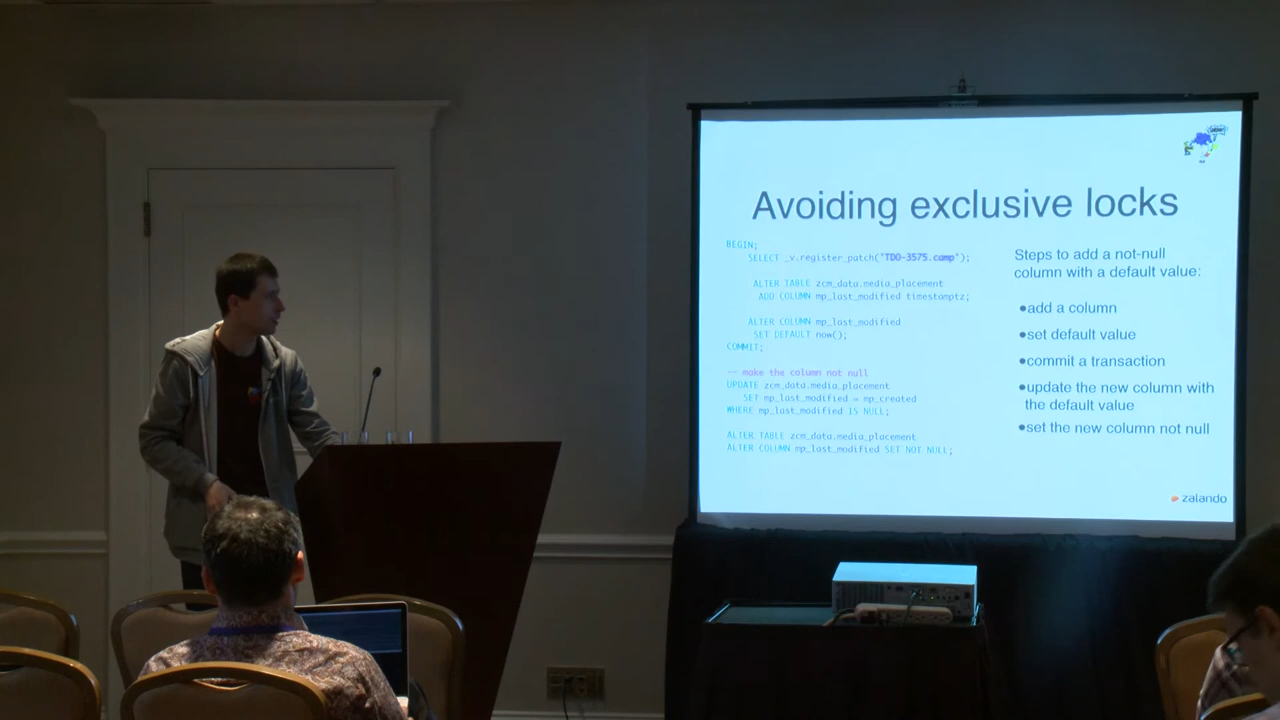 Avoiding exclusive locks
BEGIN;
SELECT _v.register_patch('TDO-3575.camp');
ALTER TABLE zcm_data.media_placement
ADD COLUMN mp_last_modified timestamptz;
ALTER COLUMN mp_last_modified
SET DEFAULT now();
COMMIT;
-- make the column not null
UPDATE zcm_data.media_placement
SET mp_last_modified = mp_created
WHERE mp_last_modified IS NULL;
ALTER TABLE zcm_data.media_placement
ALTER COLUMN mp_last_modified SET NOT NULL;
Steps to add a not-null
column with a default value:
•add a column
•set default value
•commit a transaction
•update the new column with
the default value
•set the new column not null
zalando